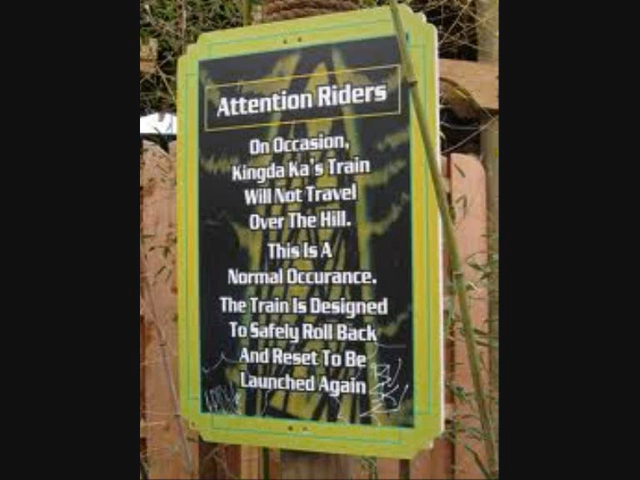 Attention Riders
On Occasion,
Kingda Ka's Train
Will Not Travel
Over The Hill.
This Is A
Normal Occurance.
The Train Is Designed
To Safely Roll Back
And Reset To Be
Launched Again